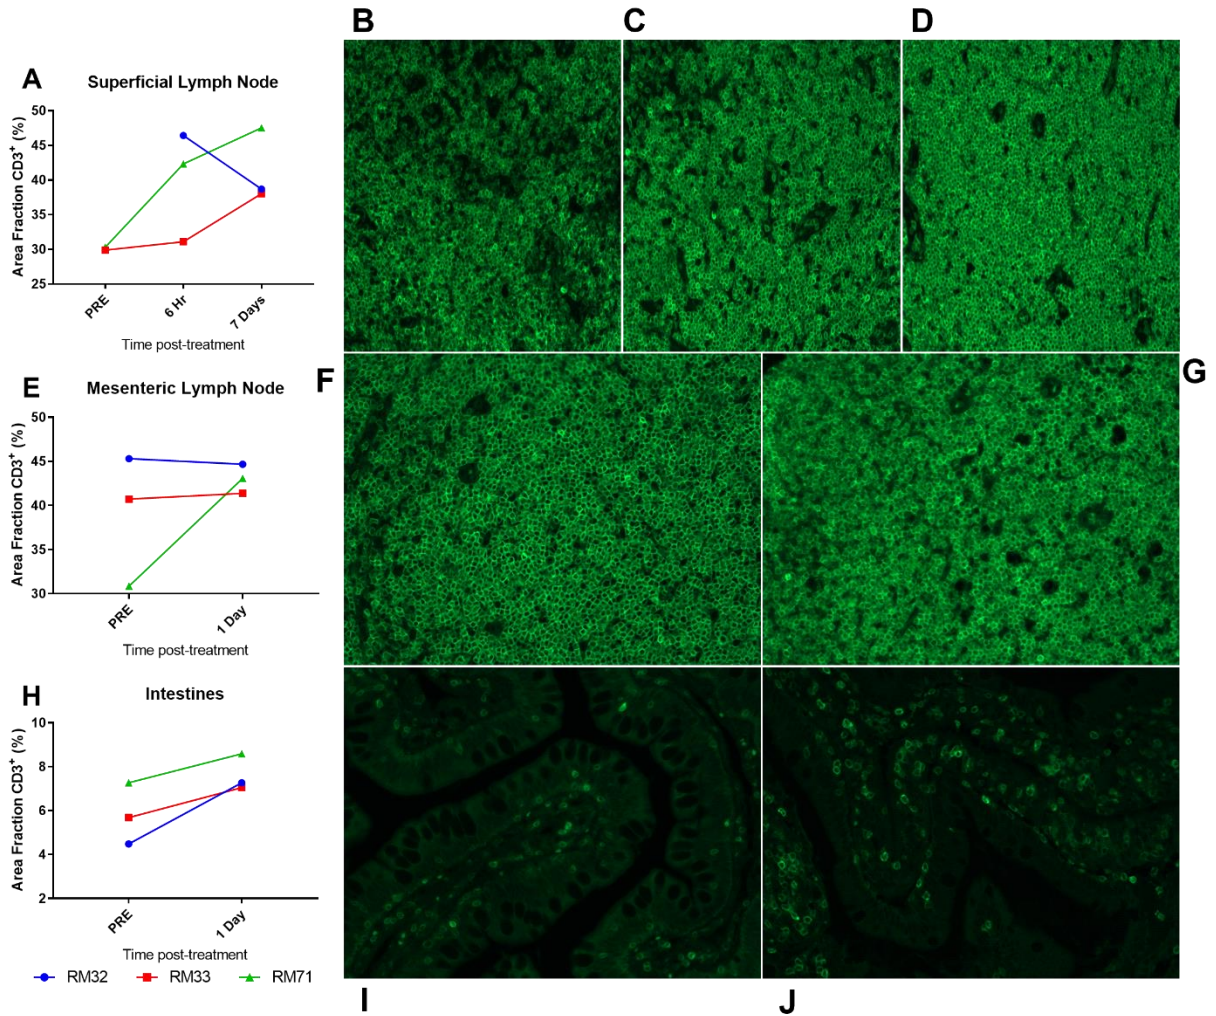 B
C
D
A
Superficial Lymph Node
50
45
40
35
30
25
Area Fraction CD3⁺ (%)
PRE
6 Hr
7 Days
Time post-treatment
E
Mesenteric Lymph Node
F
G
50
45
40
35
30
Area Fraction CD3⁺ (%)
PRE
1 Day
Time post-treatment
H
Intestines
10
8
6
4
2
Area Fraction CD3⁺ (%)
PRE
1 Day
Time post-treatment
RM32 RM33 RM71
I
J